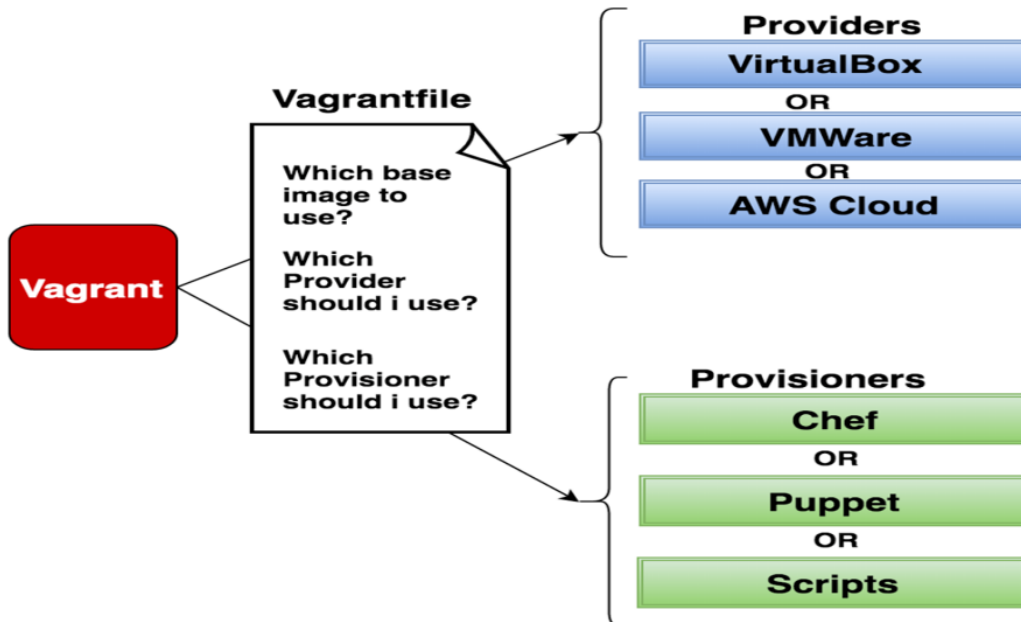 Vagrant
Vagrantfile
Which base
image to
use?
Which
Provider
should i use?
Which
Provisioner
should i use?
Providers
VirtualBox
OR
VMWare
OR
AWS Cloud
Provisioners
Chef
OR
Puppet
OR
Scripts